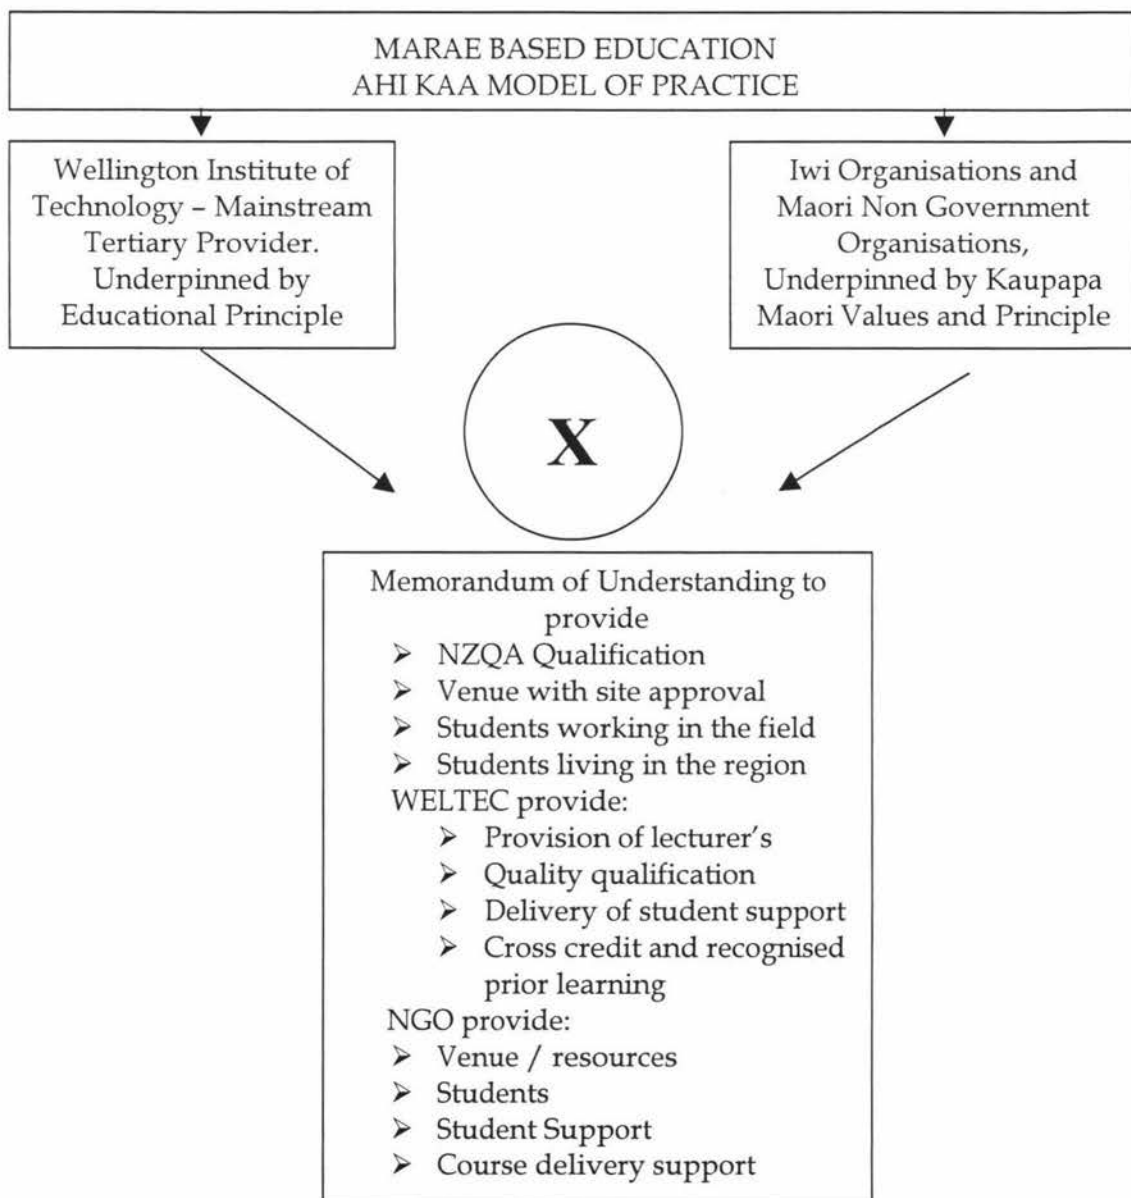 MARAE BASED EDUCATION
AHI KAA MODEL OF PRACTICE
Wellington Institute of
Technology – Mainstream
Tertiary Provider.
Underpinned by
Educational Principle
Iwi Organisations and
Maori Non Government
Organisations,
Underpinned by Kaupapa
Maori Values and Principle
X
Memorandum of Understanding to
provide
➢ NZQA Qualification
➢ Venue with site approval
➢ Students working in the field
➢ Students living in the region
WELTEC provide:
➢ Provision of lecturer's
➢ Quality qualification
➢ Delivery of student support
➢ Cross credit and recognised
prior learning
NGO provide:
➢ Venue / resources
➢ Students
➢ Student Support
➢ Course delivery support